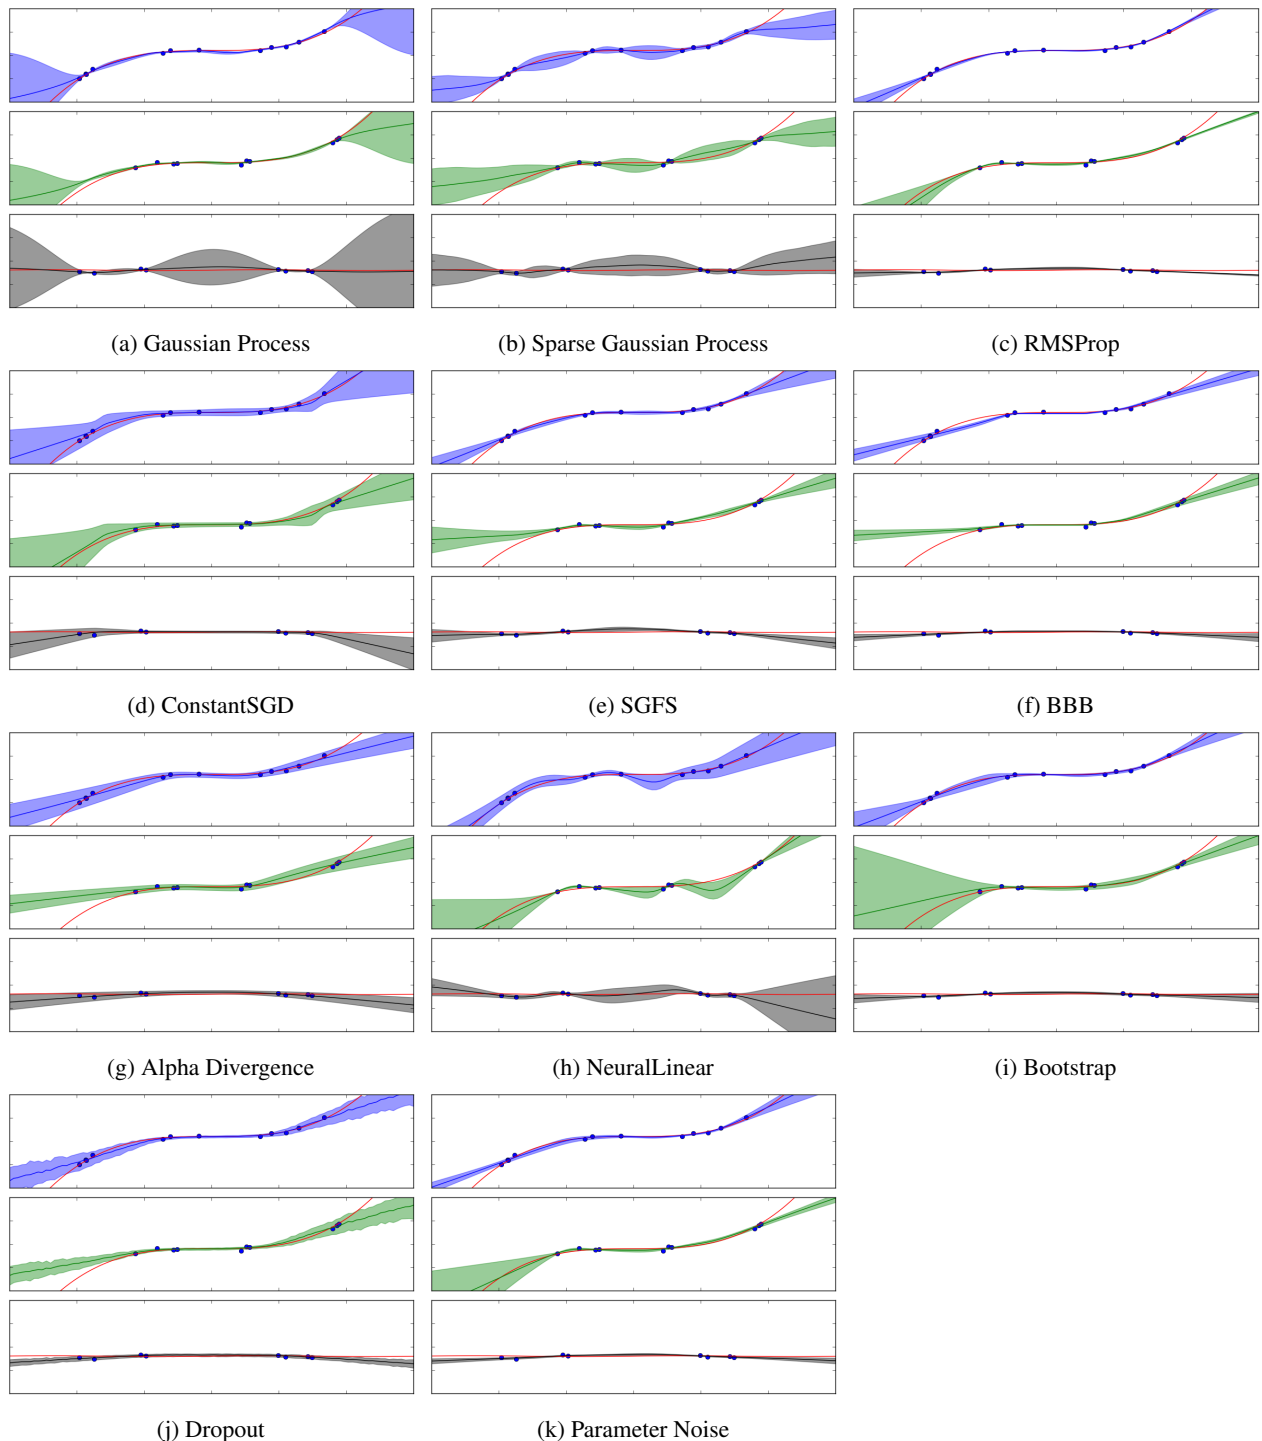 (a) Gaussian Process
(b) Sparse Gaussian Process
(c) RMSProp
(d) ConstantSGD
(e) SGFS
(f) BBB
(g) Alpha Divergence
(h) NeuralLinear
(i) Bootstrap
(j) Dropout
(k) Parameter Noise